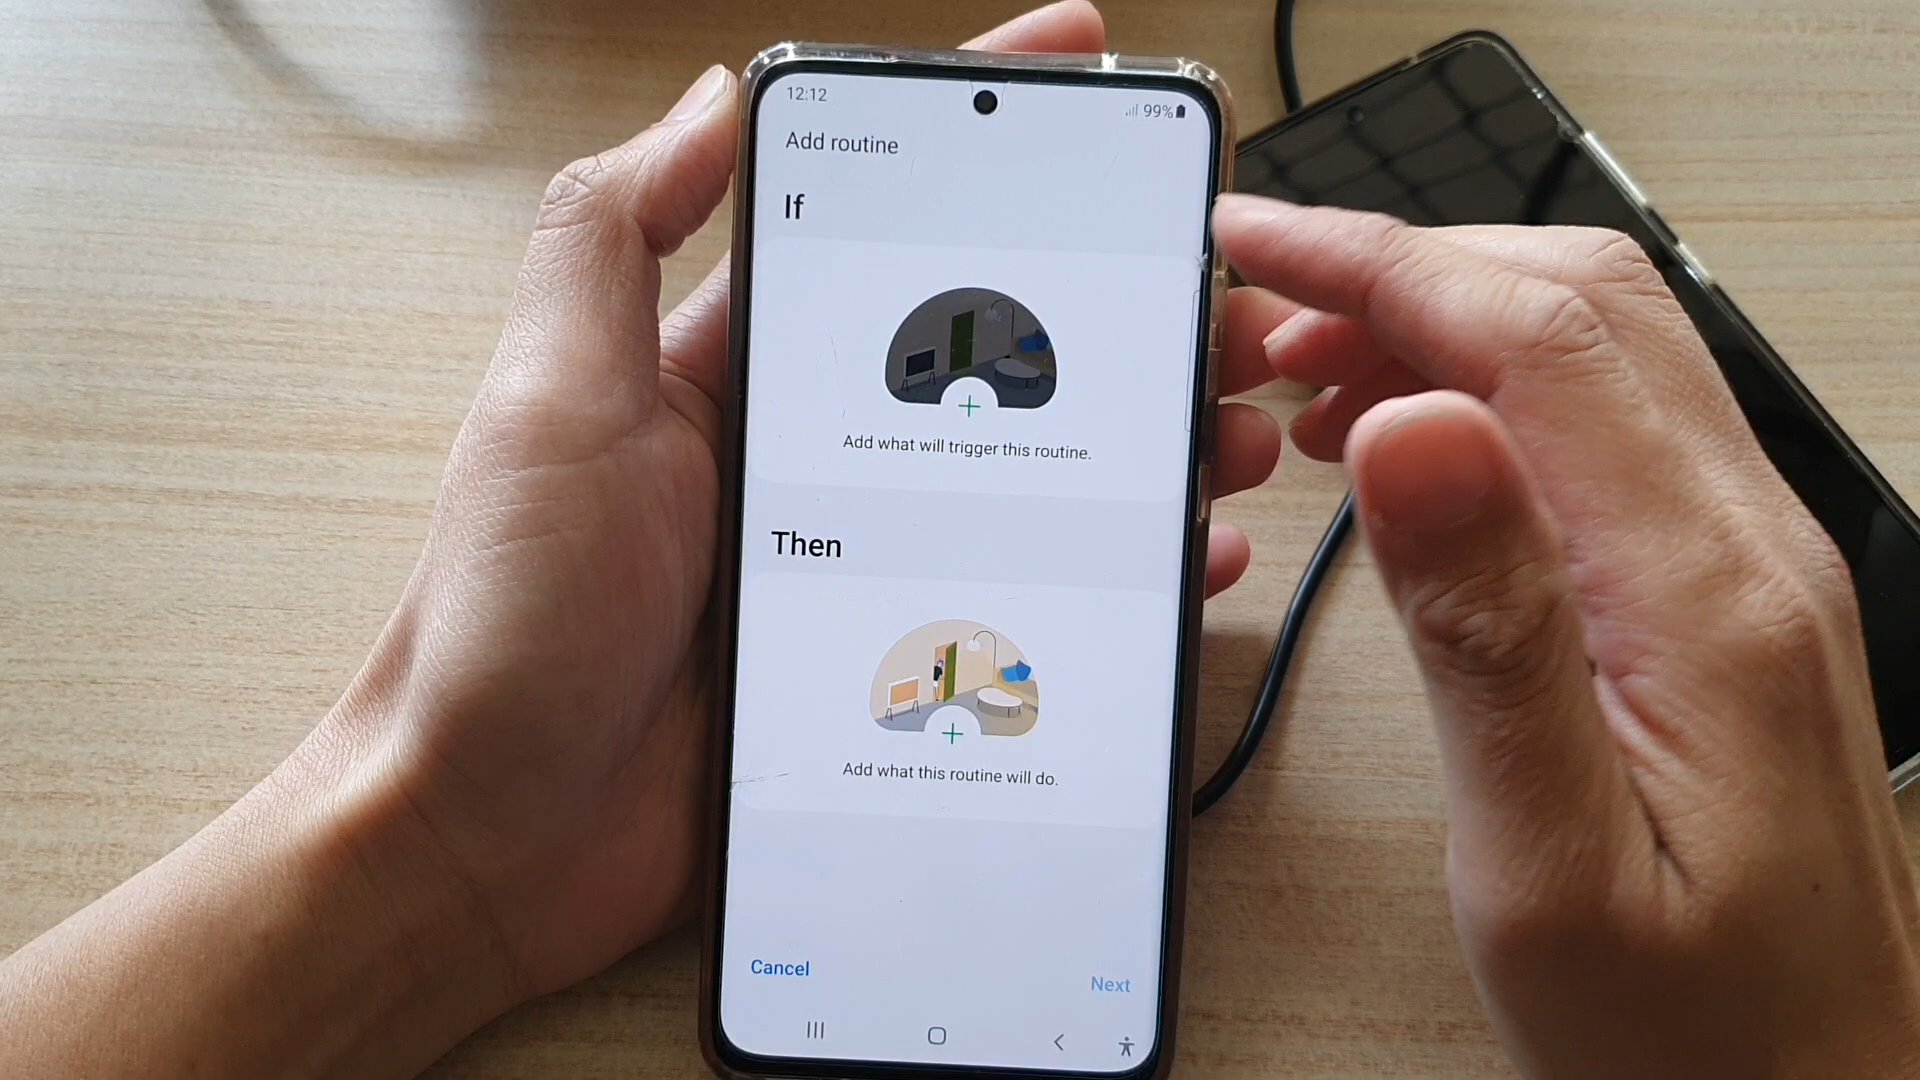 12:12
99%
Add routine
If
Add what will trigger this routine.
Then
Add what this routine will do.
Cancel
Next